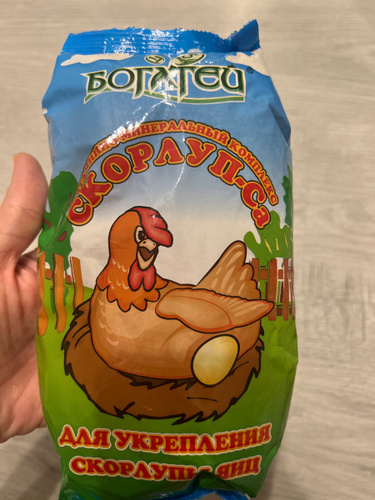 БОГАТЕЙ®
МИНЕРАЛЬНЫЙ КОМПЛЕКС
СКОРЛУП-Са
ДЛЯ УКРЕПЛЕНИЯ
СКОРЛУПЫ ЯИЦ